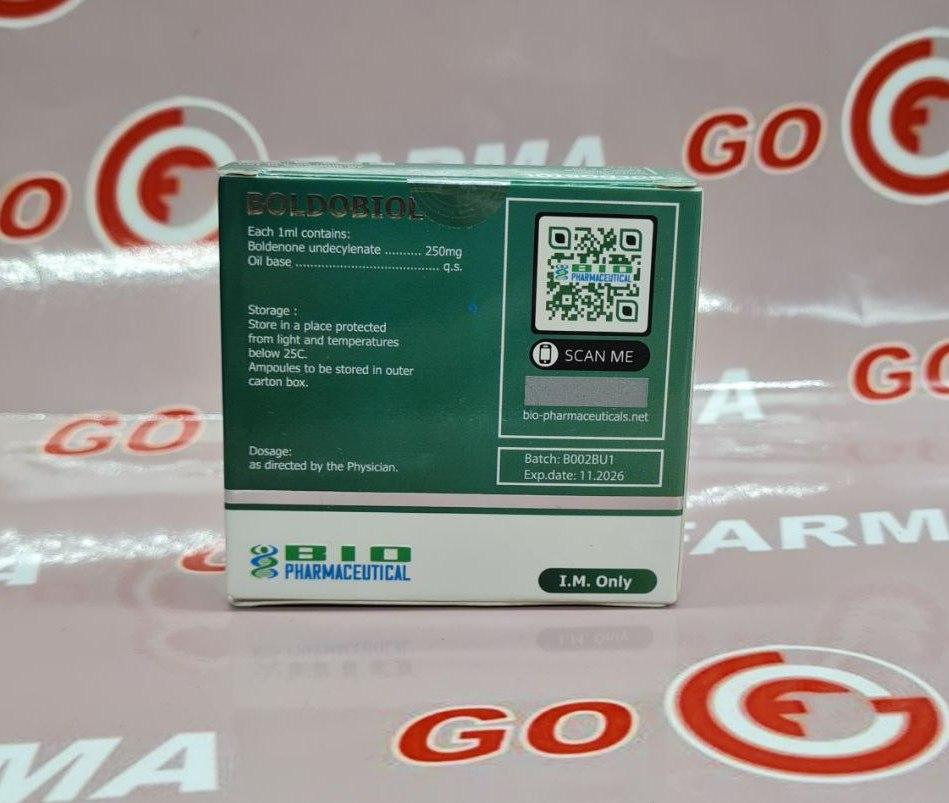 GO
FARMA
GO
BOLDOBIOL
Each 1ml contains:
Boldenone undecylenate .......... 250mg
Oil base ...................................... q.s.
Storage :
Store in a place protected
from light and temperatures
below 25C.
Ampoules to be stored in outer
carton box.
Dosage:
as directed by the Physician.
BIO
PHARMACEUTICAL
SCAN ME
bio-pharmaceuticals.net
Batch: B002BU1
Exp.date: 11.2026
BIO
PHARMACEUTICAL
I.M. Only
GO
GO
FARMA
GO